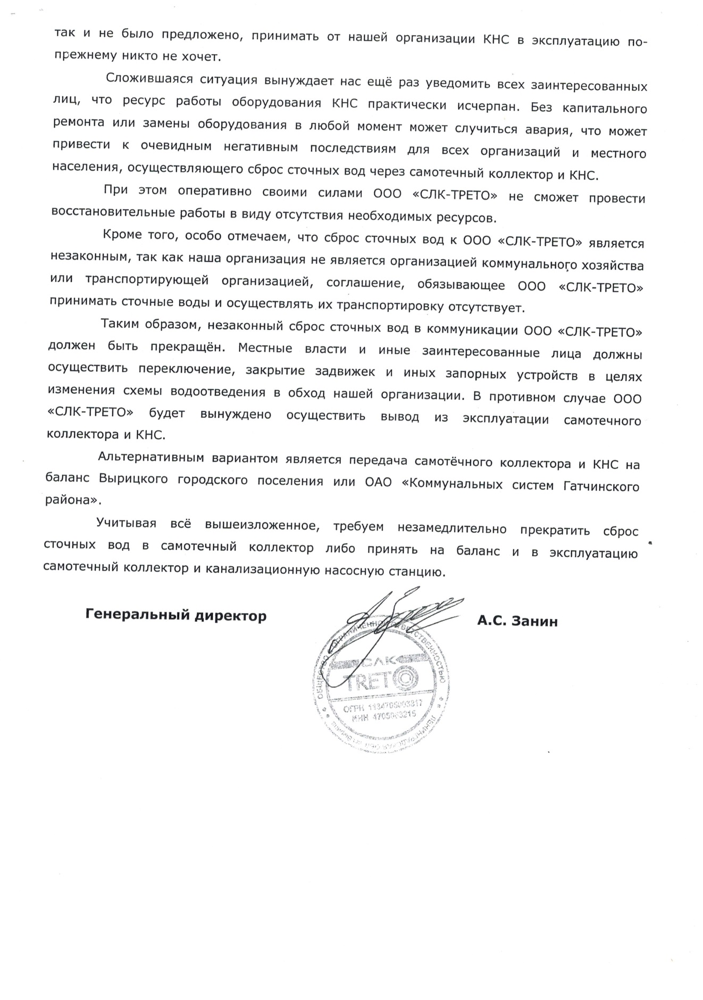 так и не было предложено, принимать от нашей организации КНС в эксплуатацию по-
прежнему никто не хочет.
Сложившаяся ситуация вынуждает нас ещё раз уведомить всех заинтересованных
лиц, что ресурс работы оборудования КНС практически исчерпан. Без капитального
ремонта или замены оборудования в любой момент может случиться авария, что может
привести к очевидным негативным последствиям для всех организаций и местного
населения, осуществляющего сброс сточных вод через самотечный коллектор и КНС.
При этом оперативно своими силами ООО «СЛК-ТРЕТО» не сможет провести
восстановительные работы в виду отсутствия необходимых ресурсов.
Кроме того, особо отмечаем, что сброс сточных вод к ООО «СЛК-ТРЕТО» является
незаконным, так как наша организация не является организацией коммунального хозяйства
или транспортирующей организацией, соглашение, обязывающее ООО «СЛК-ТРЕТО»
принимать сточные воды и осуществлять их транспортировку отсутствует.
Таким образом, незаконный сброс сточных вод в коммуникации ООО «СЛК-ТРЕТО»
должен быть прекращён. Местные власти и иные заинтересованные лица должны
осуществить переключение, закрытие задвижек и иных запорных устройств в целях
изменения схемы водоотведения в обход нашей организации. В противном случае ООО
«СЛК-ТРЕТО» будет вынуждено осуществить вывод из эксплуатации самотечного
коллектора и КНС.
Альтернативным вариантом является передача самотёчного коллектора и КНС на
баланс Вырицкого городского поселения или ОАО «Коммунальных систем Гатчинского
района».
Учитывая всё вышеизложенное, требуем незамедлительно прекратить сброс
сточных вод в самотечный коллектор либо принять на баланс и в эксплуатацию
самотечный коллектор и канализационную насосную станцию.
Генеральный директор А.С. Занин
ОБЩЕСТВО С ОГРАНИЧЕННОЙ ОТВЕТСТВЕННОСТЬЮ
СЛК
TRETO
ОГРН
ИНН